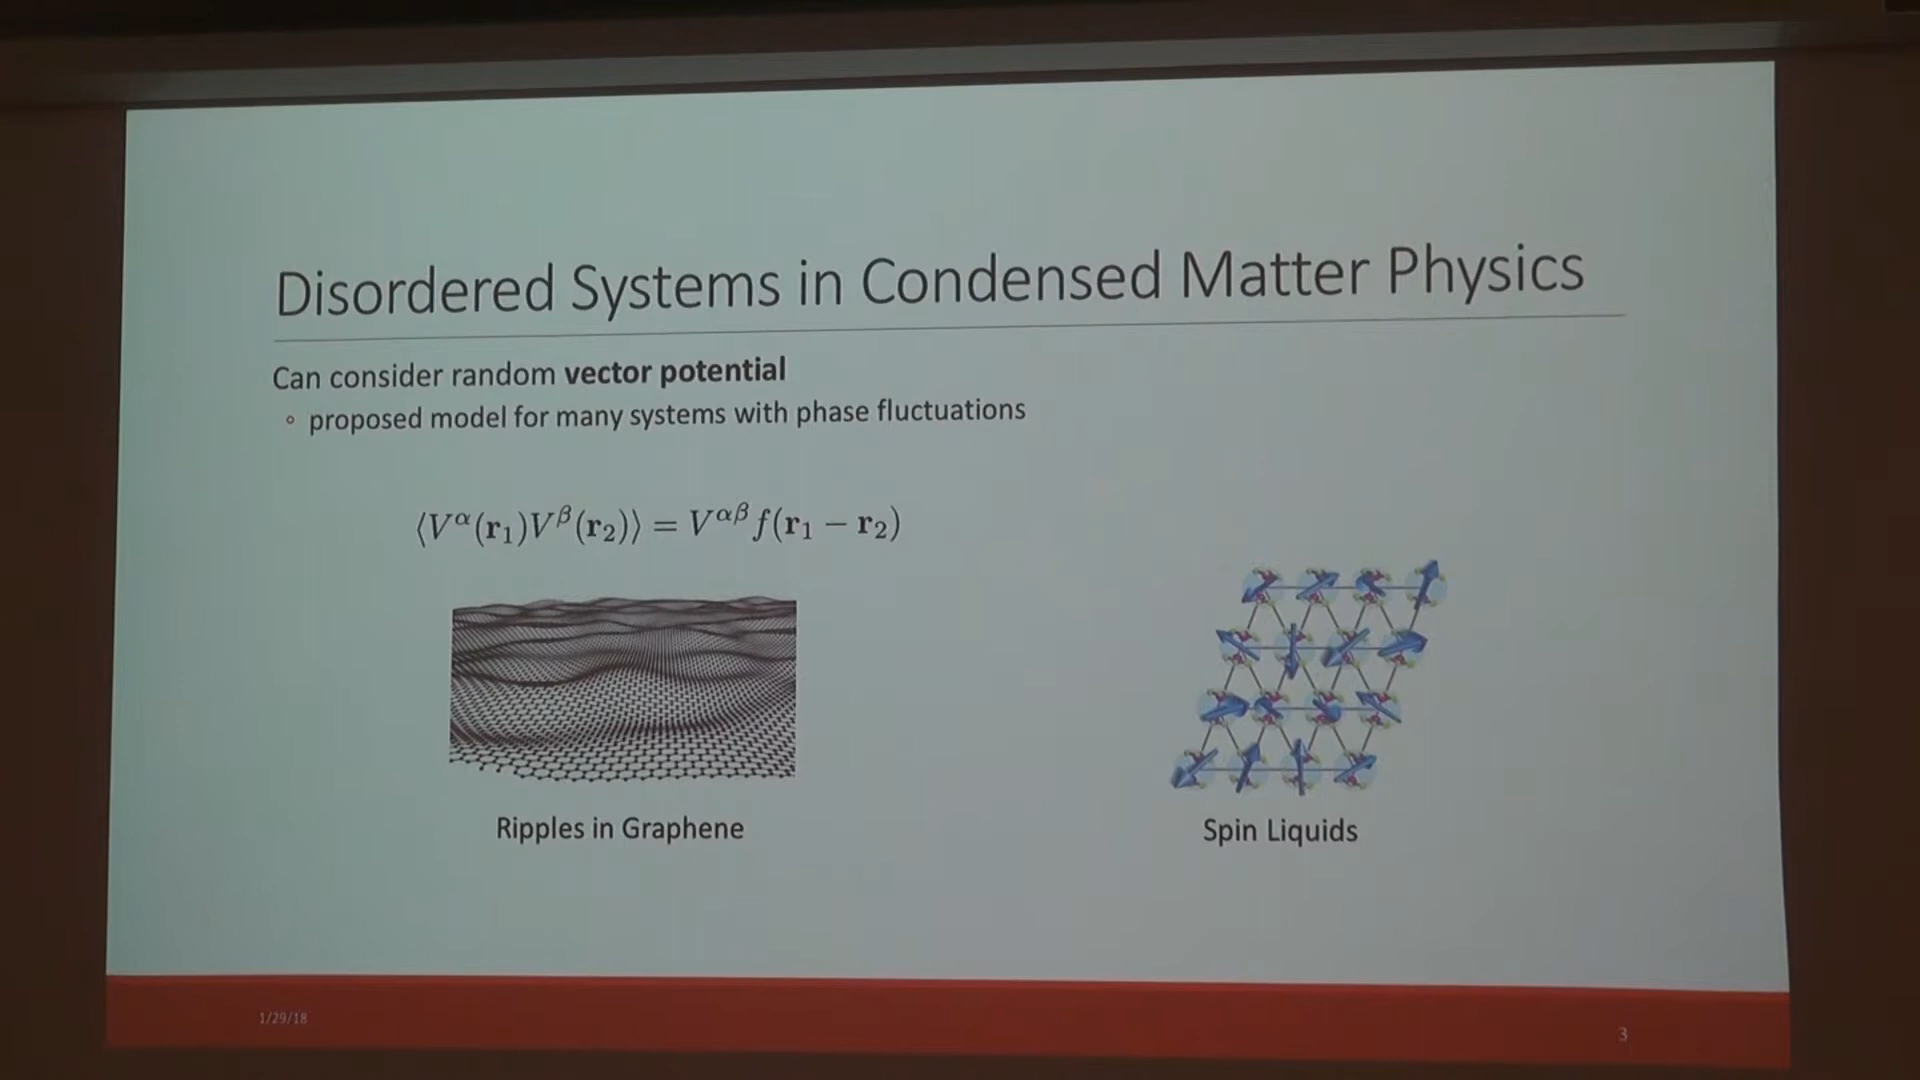 Disordered Systems in Condensed Matter Physics
Can consider random vector potential
◦ proposed model for many systems with phase fluctuations
⟨V^α(r₁)V^β(r₂)⟩ = V^{αβ} f(r₁ − r₂)
Ripples in Graphene
Spin Liquids
1/29/18
3